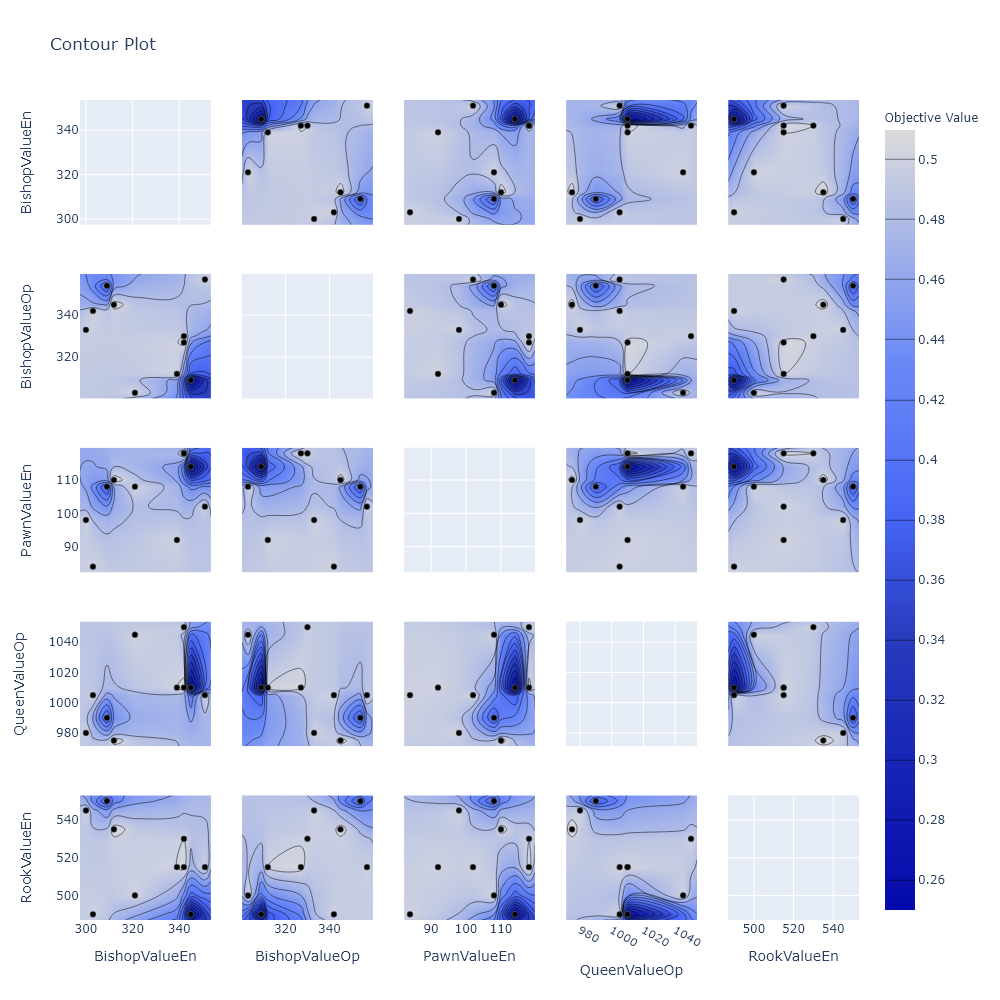 Contour Plot
Objective Value
BishopValueEn
340
320
300
BishopValueOp
340
320
PawnValueEn
110
100
90
QueenValueOp
1040
1020
1000
980
RookValueEn
540
520
500
300 320 340
320 340
90 100 110
980 1000 1020 1040
500 520 540
BishopValueEn
BishopValueOp
PawnValueEn
QueenValueOp
RookValueEn
0.5
0.48
0.46
0.44
0.42
0.4
0.38
0.36
0.34
0.32
0.3
0.28
0.26